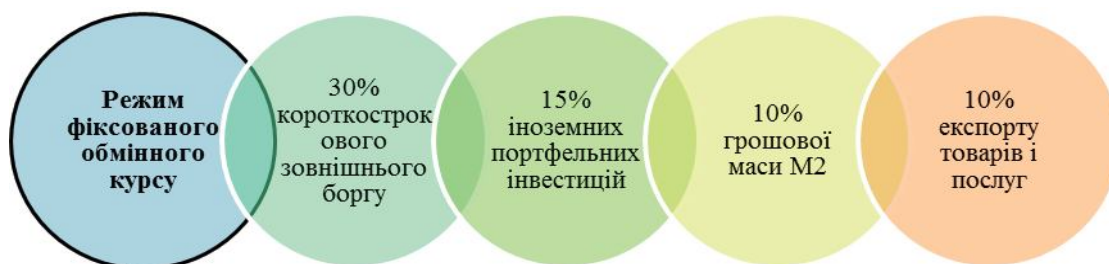 Режим
фіксованого
обмінного
курсу
30%
короткострок
ового
зовнішнього
боргу
15%
іноземних
портфельних
інвестицій
10%
грошової
маси М2
10%
експорту
товарів і
послуг